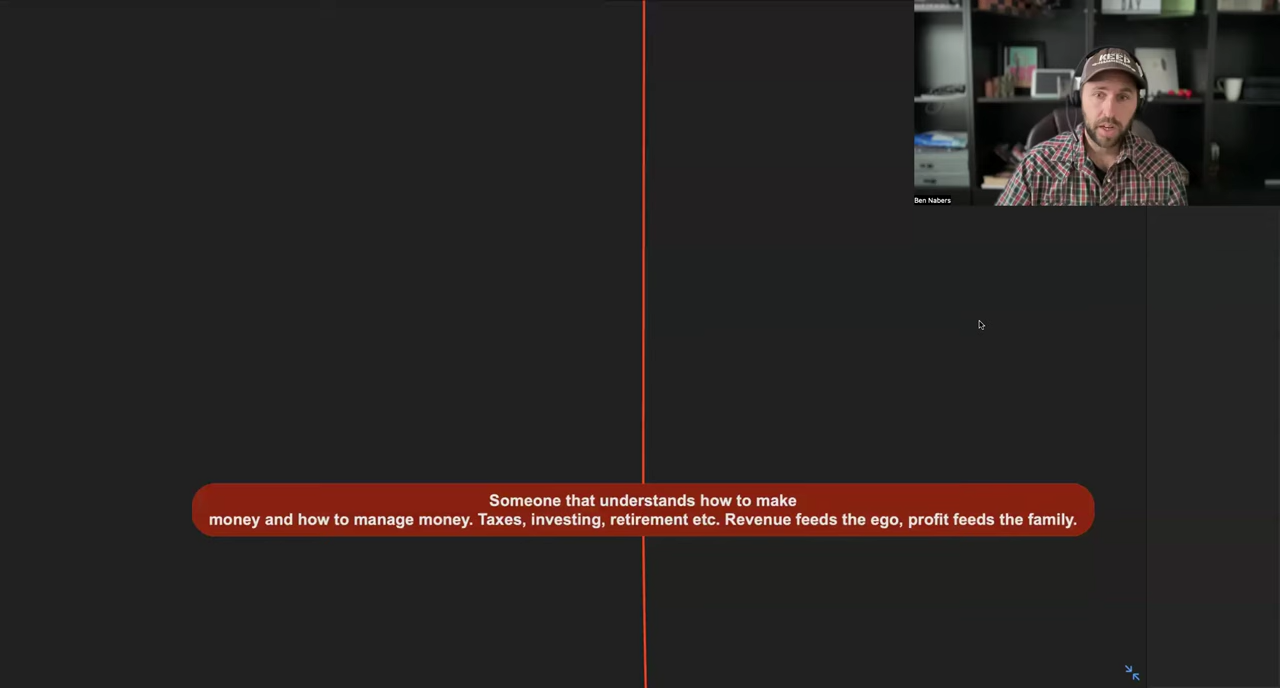 KEEP
Ben Nabers
Someone that understands how to make
money and how to manage money. Taxes, investing, retirement etc. Revenue feeds the ego, profit feeds the family.